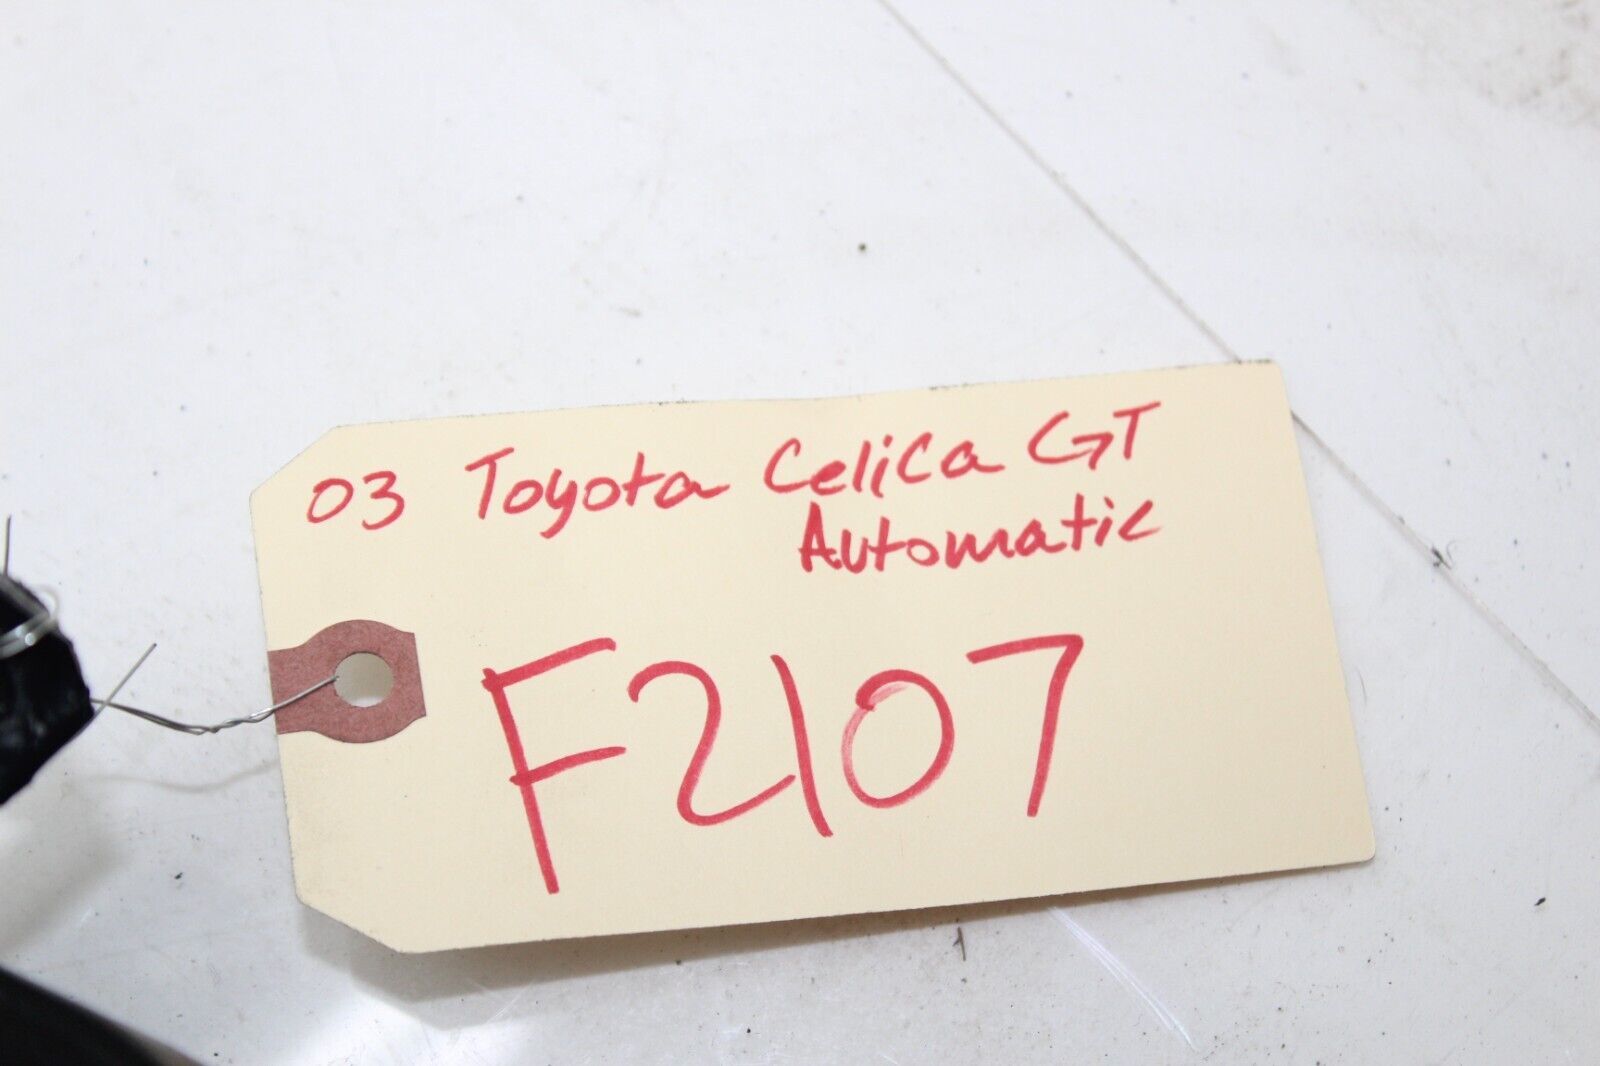 03 Toyota Celica GT
Automatic
F2107